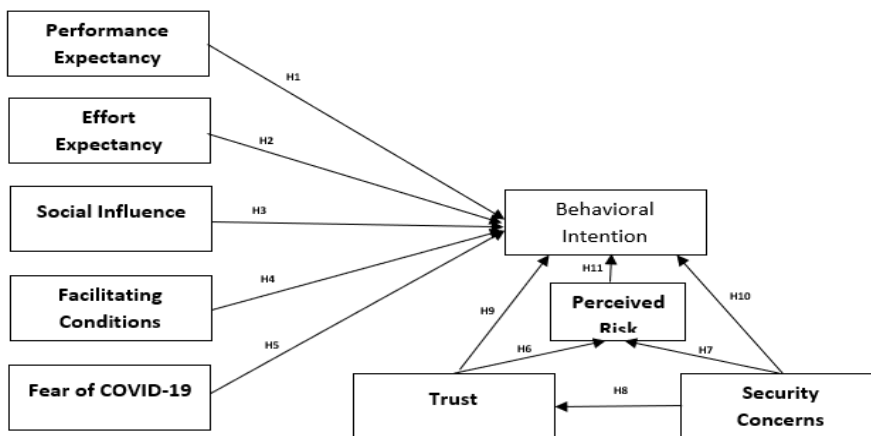 Performance
Expectancy
H1
Effort
Expectancy
H2
Social Influence
H3
Behavioral
Intention
Facilitating
Conditions
H4
H11
H9
H10
Perceived
Risk
H5
H6
H7
Fear of COVID-19
Trust
H8
Security
Concerns